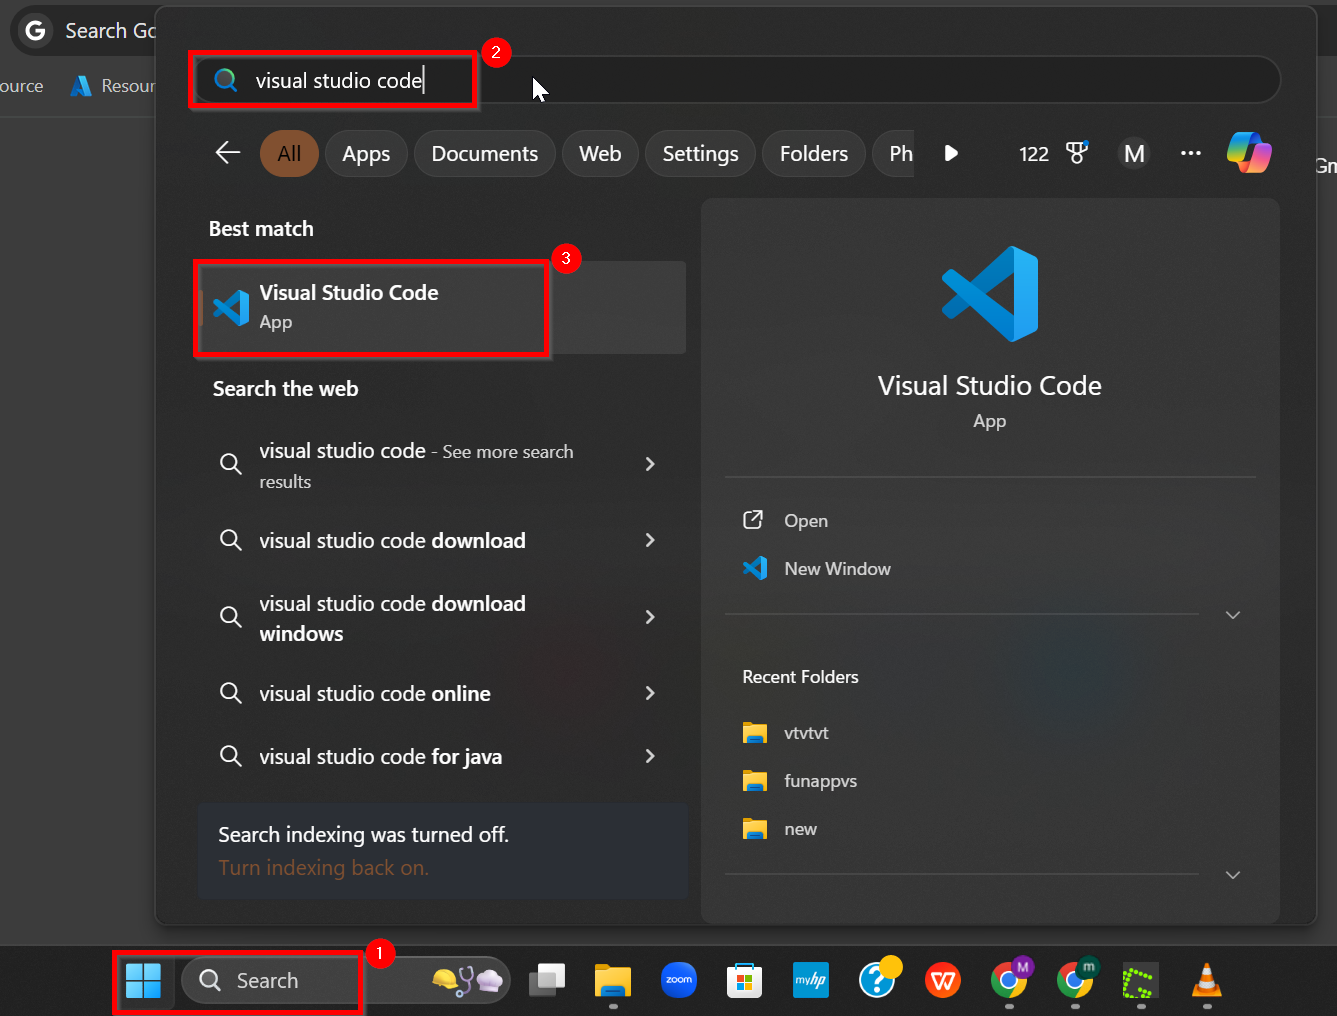 Search Go
ource
Resour
visual studio code
2
All
Apps
Documents
Web
Settings
Folders
Ph
122
M
Gm
Best match
3
Visual Studio Code
App
Search the web
visual studio code - See more search
results
visual studio code download
visual studio code download
windows
visual studio code online
visual studio code for java
Search indexing was turned off.
Turn indexing back on.
Visual Studio Code
App
Open
New Window
Recent Folders
vtvtvt
funappvs
new
1
Search
zoom
myhp
?
W
M
m